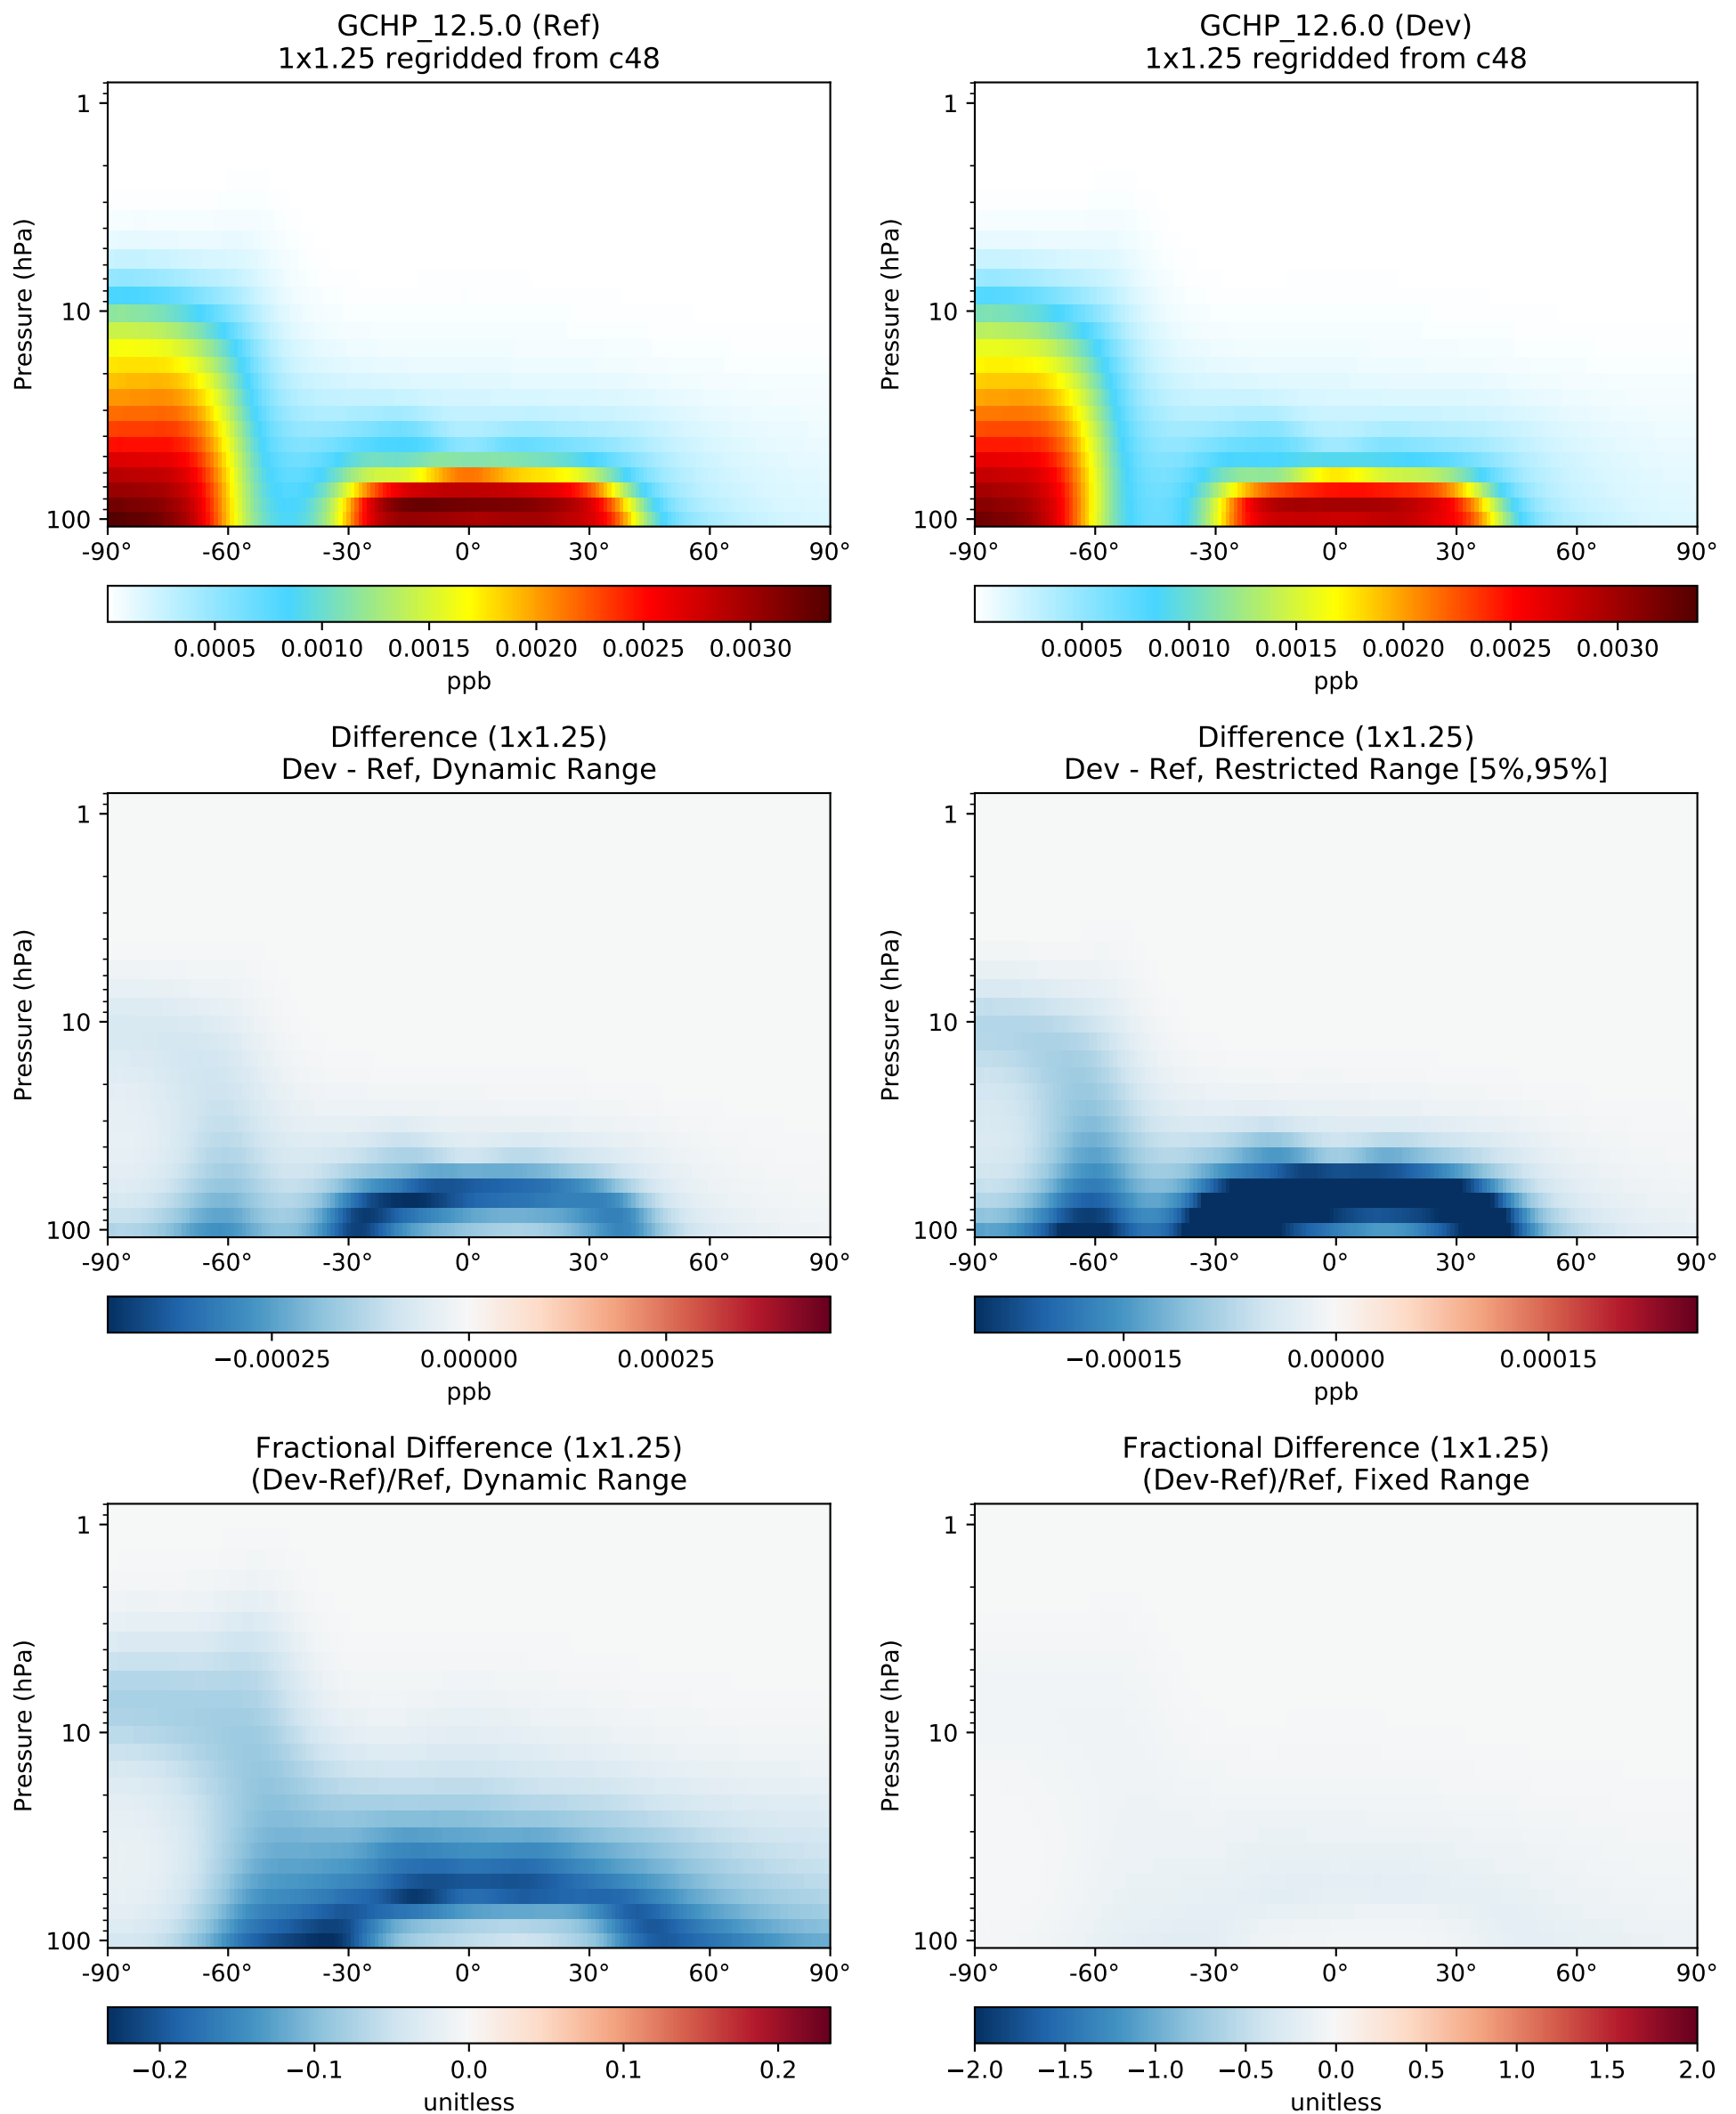 GCHP_12.5.0 (Ref)
1x1.25 regridded from c48
Pressure (hPa)
1
10
100
-90° -60° -30° 0° 30° 60° 90°
0.0005 0.0010 0.0015 0.0020 0.0025 0.0030
ppb
GCHP_12.6.0 (Dev)
1x1.25 regridded from c48
Pressure (hPa)
1
10
100
-90° -60° -30° 0° 30° 60° 90°
0.0005 0.0010 0.0015 0.0020 0.0025 0.0030
ppb
Difference (1x1.25)
Dev - Ref, Dynamic Range
Pressure (hPa)
1
10
100
-90° -60° -30° 0° 30° 60° 90°
−0.00025 0.00000 0.00025
ppb
Difference (1x1.25)
Dev - Ref, Restricted Range [5%,95%]
Pressure (hPa)
1
10
100
-90° -60° -30° 0° 30° 60° 90°
−0.00015 0.00000 0.00015
ppb
Fractional Difference (1x1.25)
(Dev-Ref)/Ref, Dynamic Range
Pressure (hPa)
1
10
100
-90° -60° -30° 0° 30° 60° 90°
−0.2 −0.1 0.0 0.1 0.2
unitless
Fractional Difference (1x1.25)
(Dev-Ref)/Ref, Fixed Range
Pressure (hPa)
1
10
100
-90° -60° -30° 0° 30° 60° 90°
−2.0 −1.5 −1.0 −0.5 0.0 0.5 1.0 1.5 2.0
unitless